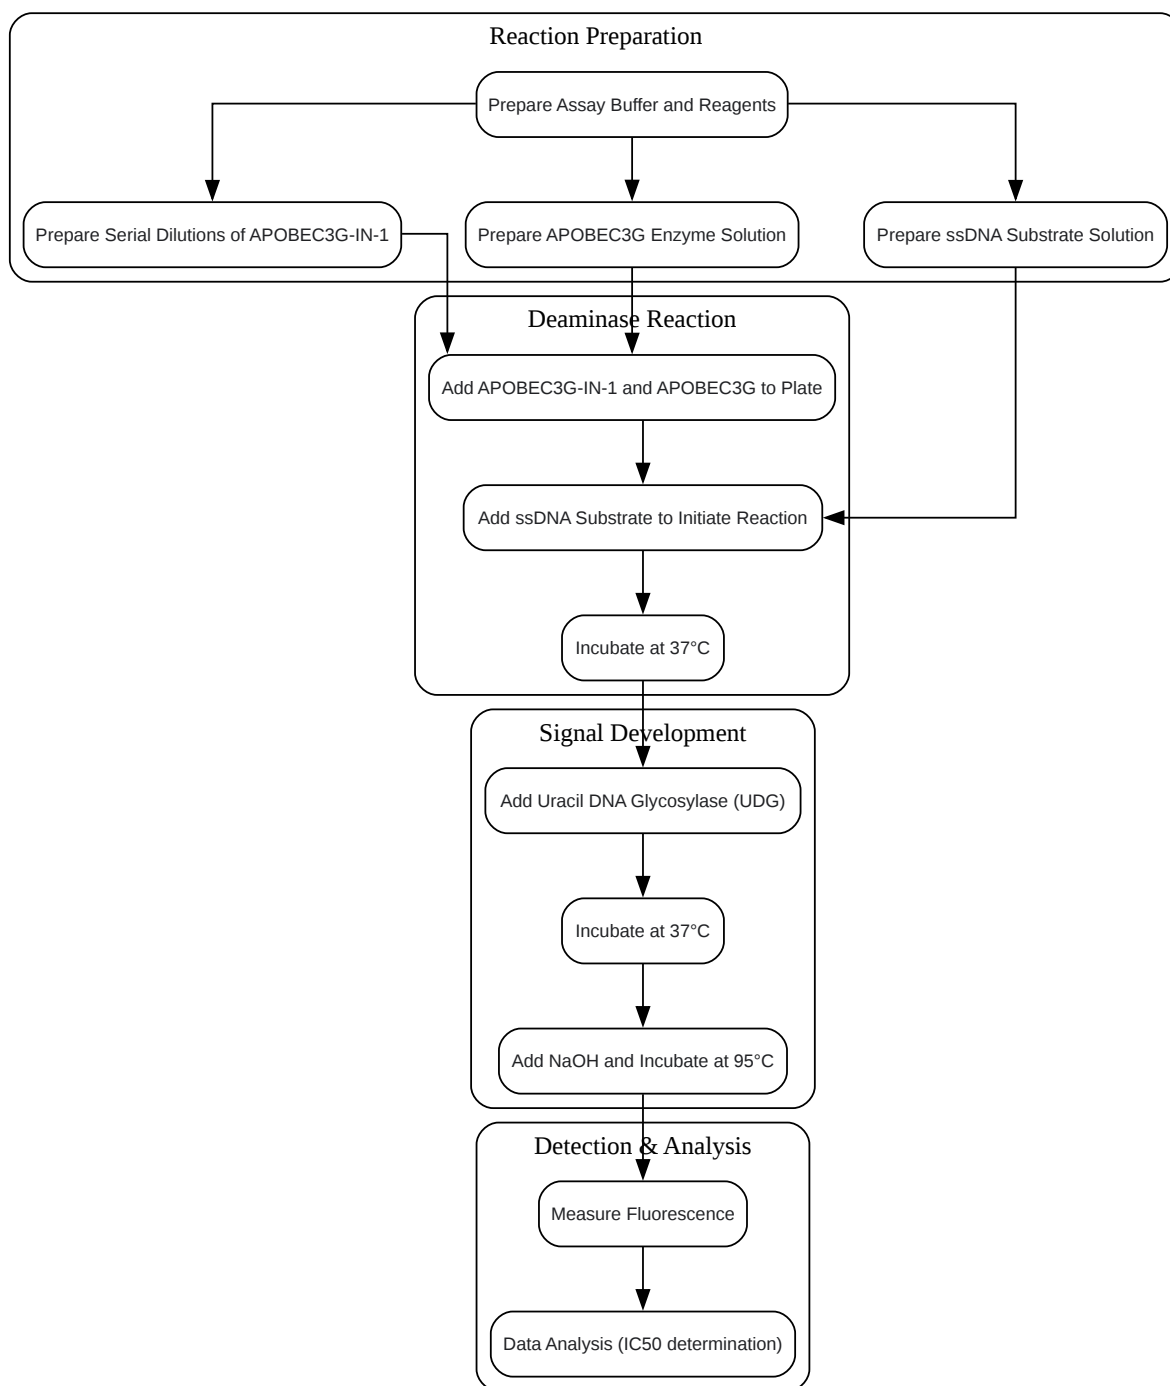 Reaction Preparation
Prepare Assay Buffer and Reagents
Prepare Serial Dilutions of APOBEC3G-IN-1
Prepare APOBEC3G Enzyme Solution
Prepare ssDNA Substrate Solution
Deaminase Reaction
Add APOBEC3G-IN-1 and APOBEC3G to Plate
Add ssDNA Substrate to Initiate Reaction
Incubate at 37°C
Signal Development
Add Uracil DNA Glycosylase (UDG)
Incubate at 37°C
Add NaOH and Incubate at 95°C
Detection & Analysis
Measure Fluorescence
Data Analysis (IC50 determination)